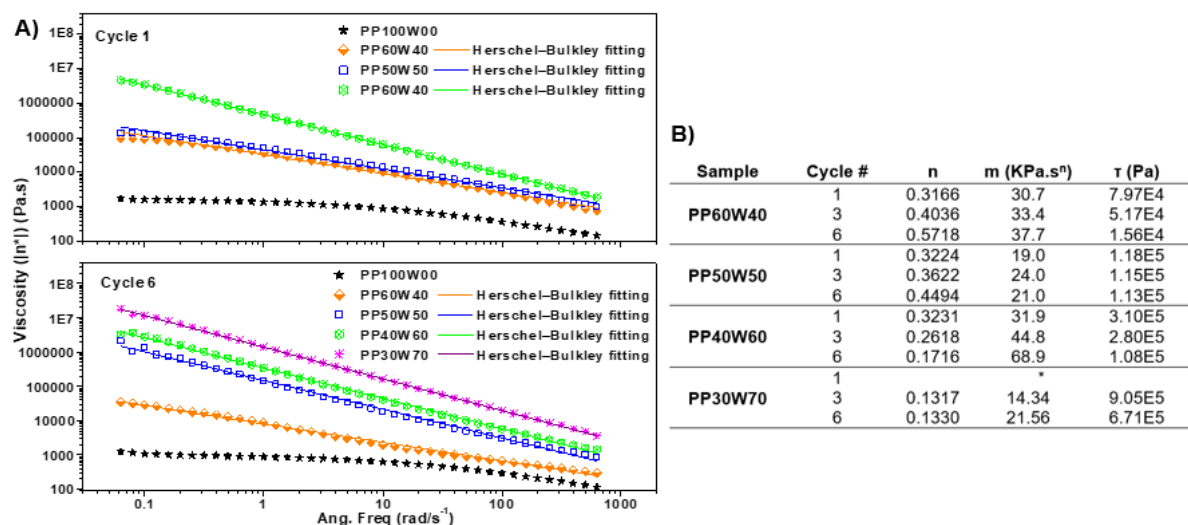 A)
Viscosity (|n*|) (Pa.s)
Cycle 1
PP100W00
PP60W40 Herschel–Bulkley fitting
PP50W50 Herschel–Bulkley fitting
PP60W40 Herschel–Bulkley fitting
1E8
1E7
1000000
100000
10000
1000
100
Cycle 6
PP100W00
PP60W40 Herschel–Bulkley fitting
PP50W50 Herschel–Bulkley fitting
PP40W60 Herschel–Bulkley fitting
PP30W70 Herschel–Bulkley fitting
1E8
1E7
1000000
100000
10000
1000
100
0.1 1 10 100 1000
Ang. Freq (rad/s⁻¹)
B)
Sample Cycle # n m (KPa.sⁿ) τ (Pa)
1 0.3166 30.7 7.97E4
PP60W40 3 0.4036 33.4 5.17E4
6 0.5718 37.7 1.56E4
1 0.3224 19.0 1.18E5
PP50W50 3 0.3622 24.0 1.15E5
6 0.4494 21.0 1.13E5
1 0.3231 31.9 3.10E5
PP40W60 3 0.2618 44.8 2.80E5
6 0.1716 68.9 1.08E5
1 *
PP30W70 3 0.1317 14.34 9.05E5
6 0.1330 21.56 6.71E5